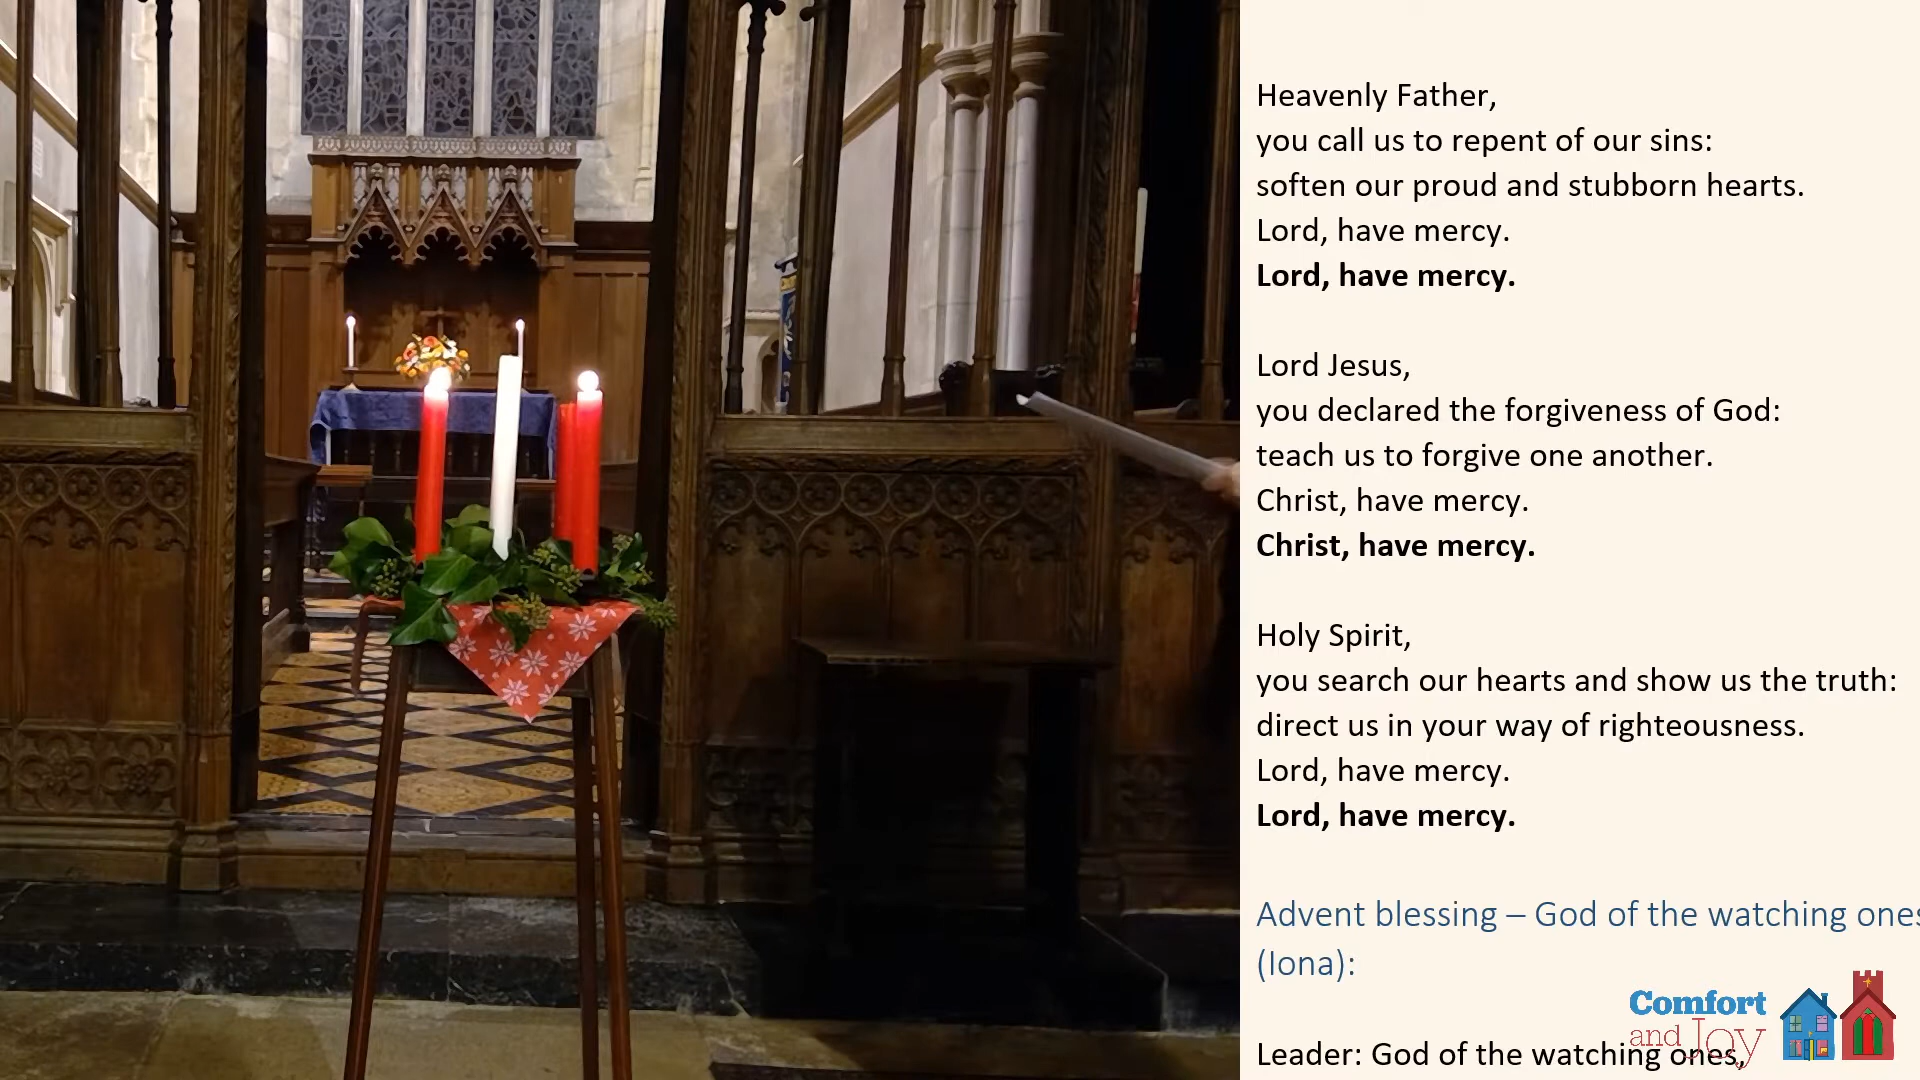 Heavenly Father,
you call us to repent of our sins:
soften our proud and stubborn hearts.
Lord, have mercy.
Lord, have mercy.
Lord Jesus,
you declared the forgiveness of God:
teach us to forgive one another.
Christ, have mercy.
Christ, have mercy.
Holy Spirit,
you search our hearts and show us the truth:
direct us in your way of righteousness.
Lord, have mercy.
Lord, have mercy.
Advent blessing – God of the watching ones
(Iona):
Leader: God of the watching ones,
Comfort
and Joy